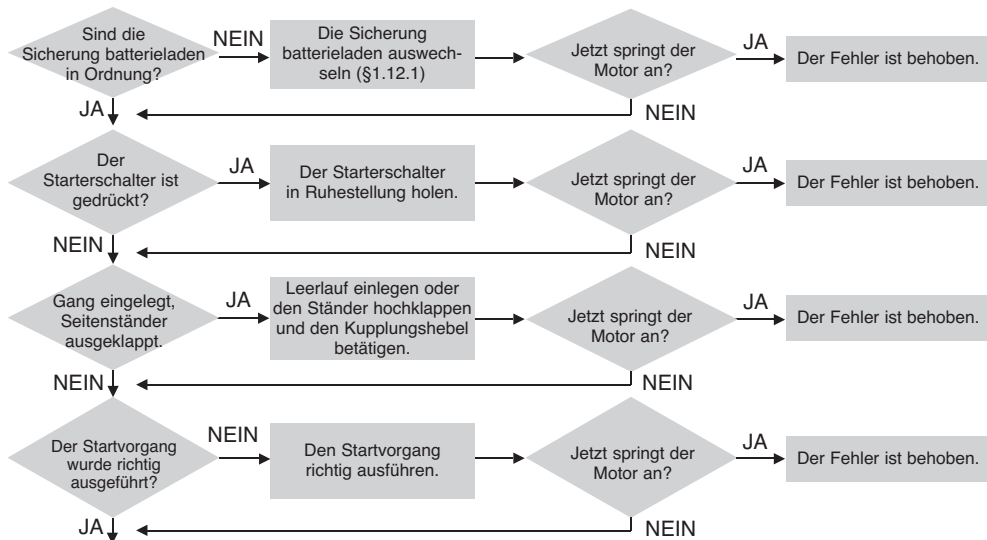 Sind die
Sicherung batterieladen
in Ordnung?
NEIN
Die Sicherung
batterieladen auswech-
seln (§1.12.1)
Jetzt springt der
Motor an?
JA
Der Fehler ist behoben.
JA
NEIN
Der
Starterschalter ist
gedrückt?
JA
Der Starterschalter
in Ruhestellung holen.
Jetzt springt der
Motor an?
JA
Der Fehler ist behoben.
NEIN
NEIN
Gang eingelegt,
Seitenständer
ausgeklappt.
JA
Leerlauf einlegen oder
den Ständer hochklappen
und den Kupplungshebel
betätigen.
Jetzt springt der
Motor an?
JA
Der Fehler ist behoben.
NEIN
NEIN
Der Startvorgang
wurde richtig
ausgeführt?
NEIN
Den Startvorgang
richtig ausführen.
Jetzt springt der
Motor an?
JA
Der Fehler ist behoben.
JA
NEIN